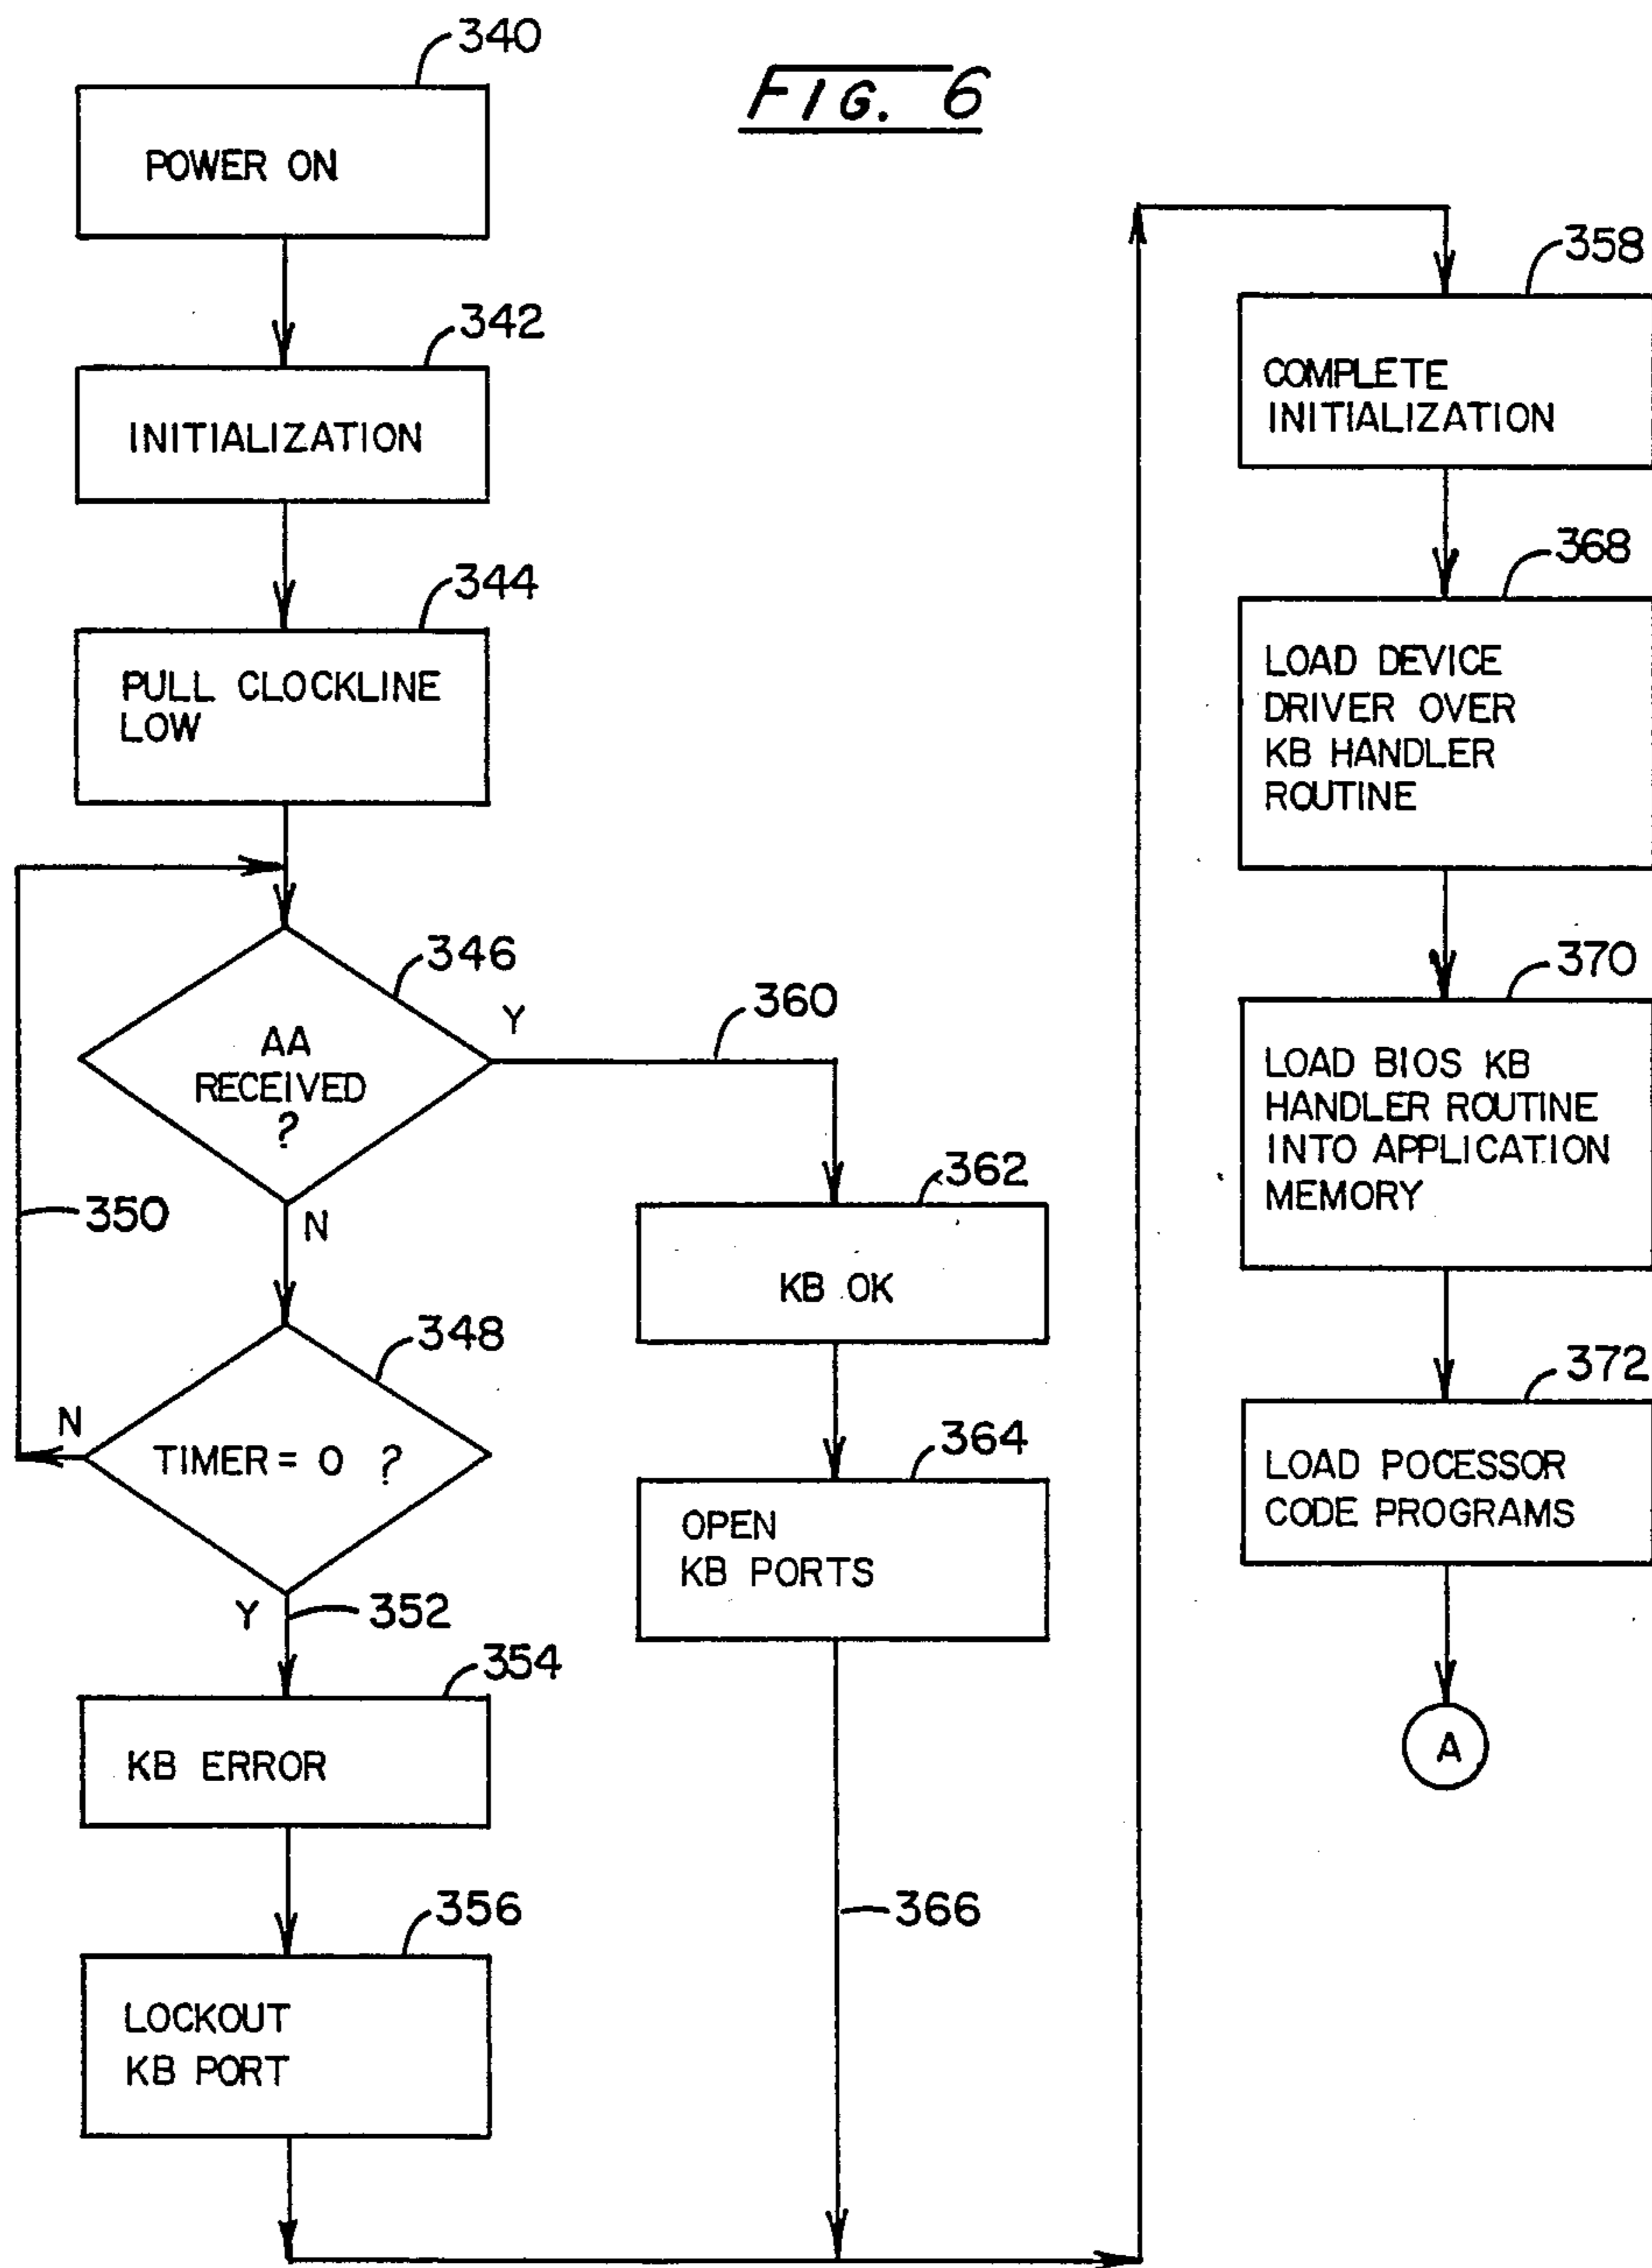 FIG. 6
340
POWER ON
342
INITIALIZATION
344
PULL CLOCKLINE
LOW
346
AA
RECEIVED
?
Y
360
350
N
348
TIMER = 0 ?
N
Y
352
354
KB ERROR
356
LOCKOUT
KB PORT
362
KB OK
364
OPEN
KB PORTS
366
358
COMPLETE
INITIALIZATION
368
LOAD DEVICE
DRIVER OVER
KB HANDLER
ROUTINE
370
LOAD BIOS KB
HANDLER ROUTINE
INTO APPLICATION
MEMORY
372
LOAD POCESSOR
CODE PROGRAMS
A